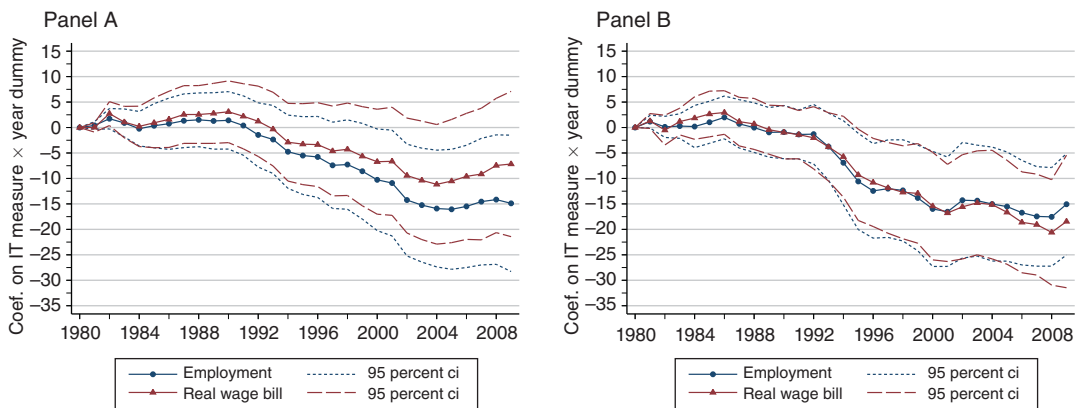 Panel A
Coef. on IT measure × year dummy
15
10
5
0
−5
−10
−15
−20
−25
−30
−35
1980 1984 1988 1992 1996 2000 2004 2008
Employment 95 percent ci
Real wage bill 95 percent ci
Panel B
Coef. on IT measure × year dummy
15
10
5
0
−5
−10
−15
−20
−25
−30
−35
1980 1984 1988 1992 1996 2000 2004 2008
Employment 95 percent ci
Real wage bill 95 percent ci